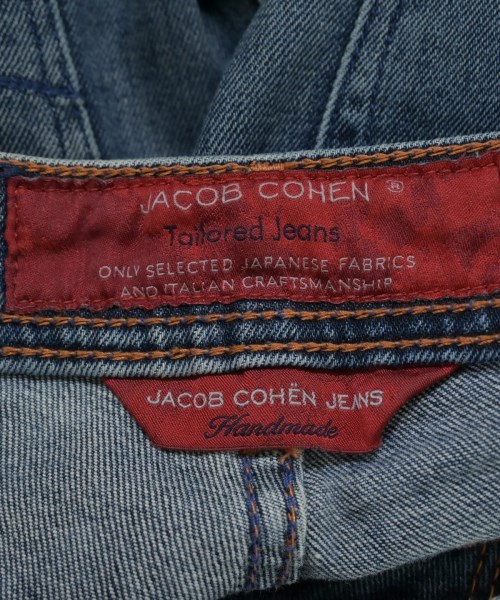 JACOB COHEN ®
Tailored Jeans
ONLY SELECTED JAPANESE FABRICS
AND ITALIAN CRAFTSMANSHIP
JACOB COHËN JEANS
Handmade